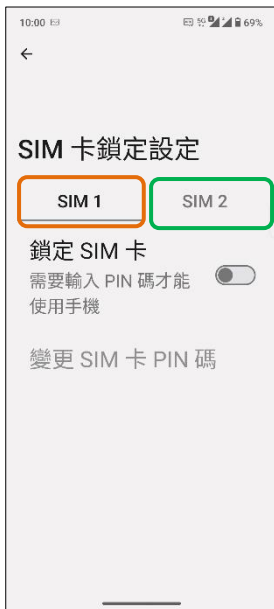 10:00 5G 69%
SIM 卡鎖定設定
SIM 1 SIM 2
鎖定 SIM 卡
需要輸入 PIN 碼才能
使用手機
變更 SIM 卡 PIN 碼